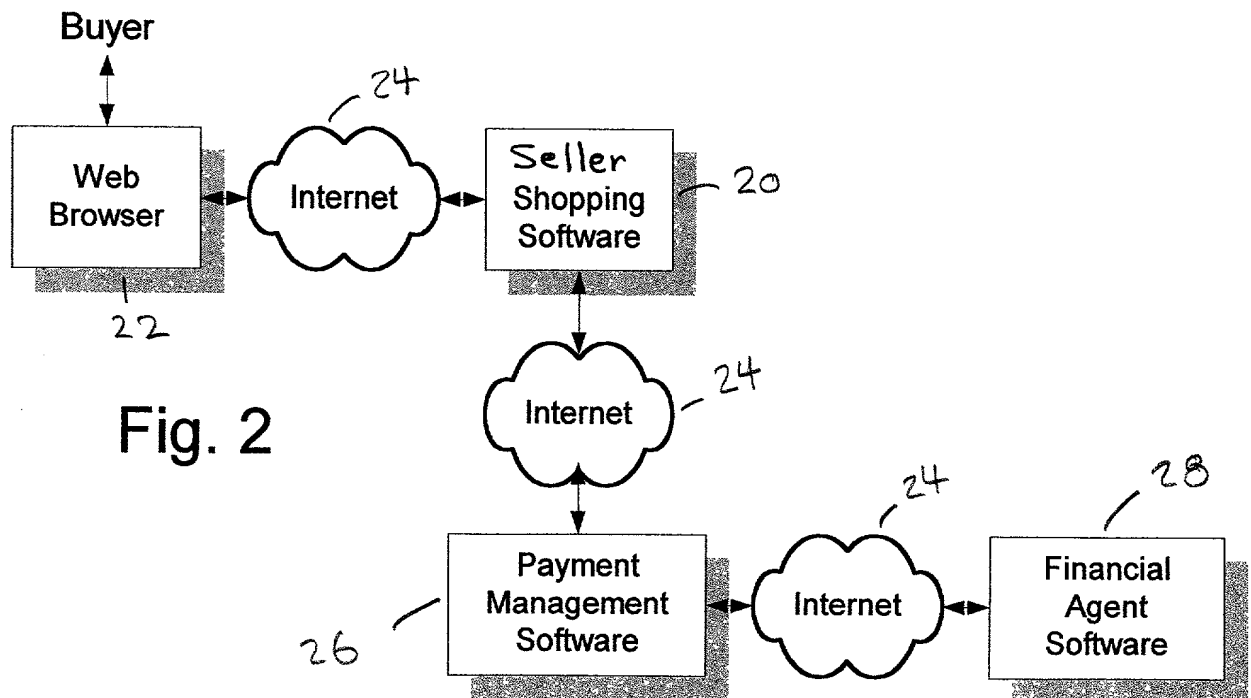 Buyer
24
Web
Browser
Internet
Seller
Shopping
Software
20
22
Internet
24
Fig. 2
Payment
Management
Software
26
Internet
24
Financial
Agent
Software
28